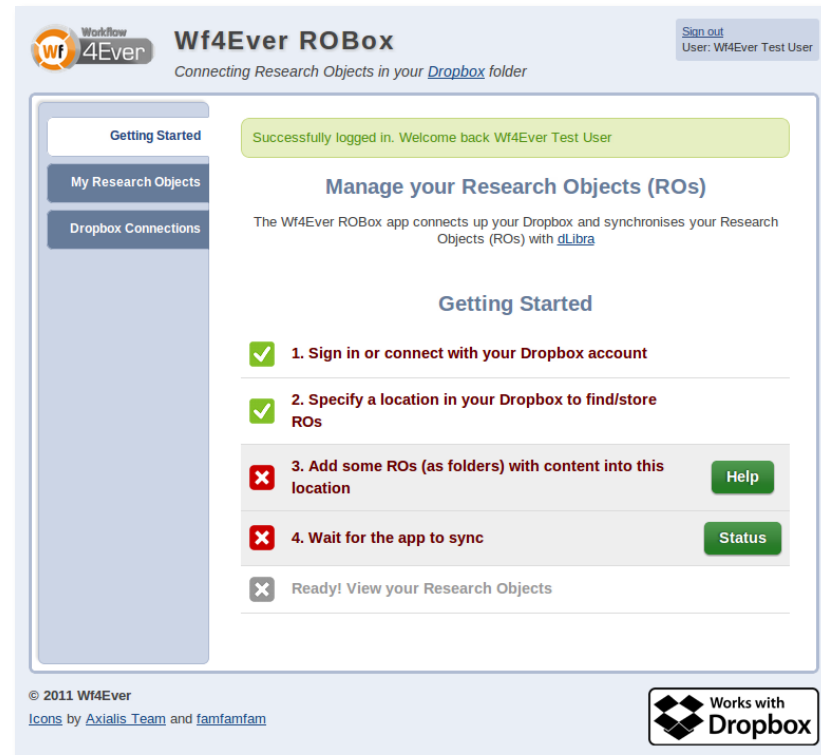 Workflow
Wf 4Ever
Wf4Ever ROBox
Connecting Research Objects in your Dropbox folder
Sign out
User: Wf4Ever Test User
Getting Started
My Research Objects
Dropbox Connections
Successfully logged in. Welcome back Wf4Ever Test User
Manage your Research Objects (ROs)
The Wf4Ever ROBox app connects up your Dropbox and synchronises your Research
Objects (ROs) with dLibra
Getting Started
1. Sign in or connect with your Dropbox account
2. Specify a location in your Dropbox to find/store
ROs
3. Add some ROs (as folders) with content into this
location
Help
4. Wait for the app to sync
Status
Ready! View your Research Objects
© 2011 Wf4Ever
Icons by Axialis Team and famfamfam
Works with
Dropbox